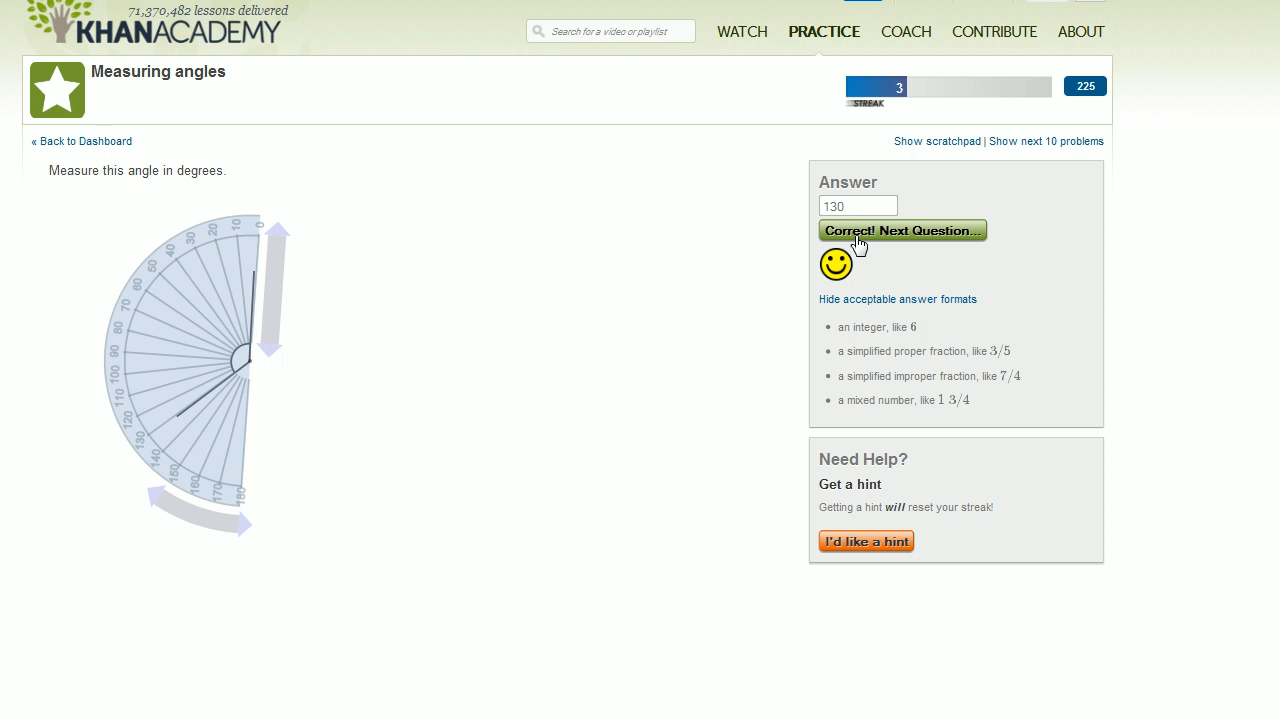 71,370,482 lessons delivered
KHANACADEMY
Search for a video or playlist
WATCH PRACTICE COACH CONTRIBUTE ABOUT
Measuring angles
3
STREAK
225
« Back to Dashboard
Show scratchpad | Show next 10 problems
Measure this angle in degrees.
0
10
20
30
40
50
60
70
80
90
100
110
120
130
140
150
160
170
180
Answer
130
Correct! Next Question...
Hide acceptable answer formats
• an integer, like 6
• a simplified proper fraction, like 3/5
• a simplified improper fraction, like 7/4
• a mixed number, like 1 3/4
Need Help?
Get a hint
Getting a hint will reset your streak!
I'd like a hint